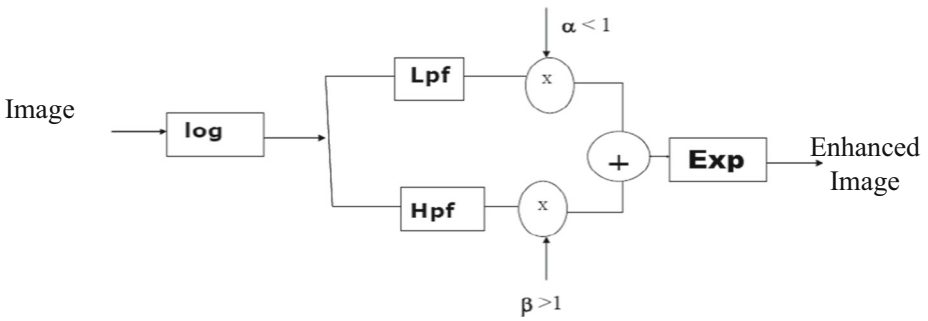 Image
log
Lpf
x
α < 1
Hpf
x
β >1
+
Exp
Enhanced
Image